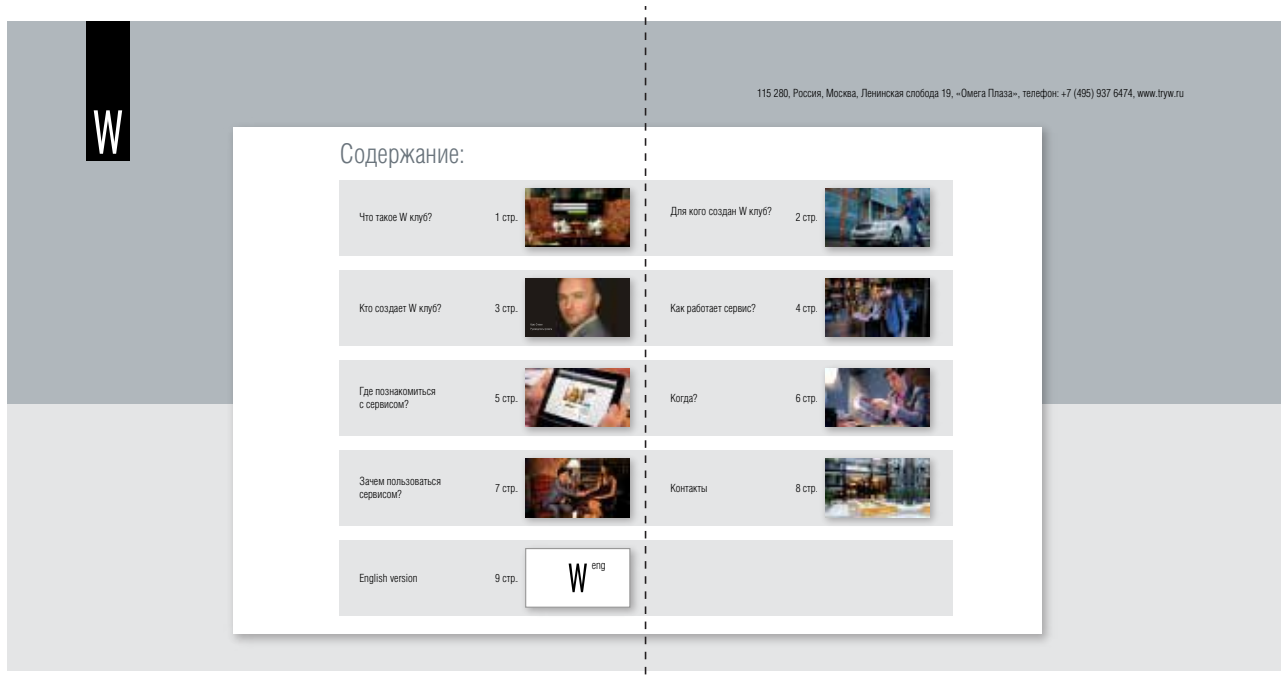 W
115 280, Россия, Москва, Ленинская слобода 19, «Омега Плаза», телефон: +7 (495) 937 6474, www.tryw.ru
Содержание:
Что такое W клуб? 1 стр.
Для кого создан W клуб? 2 стр.
Кто создает W клуб? 3 стр.
Как работает сервис? 4 стр.
Где познакомиться
с сервисом? 5 стр.
Когда? 6 стр.
Зачем пользоваться
сервисом? 7 стр.
Контакты 8 стр.
English version 9 стр.
W eng